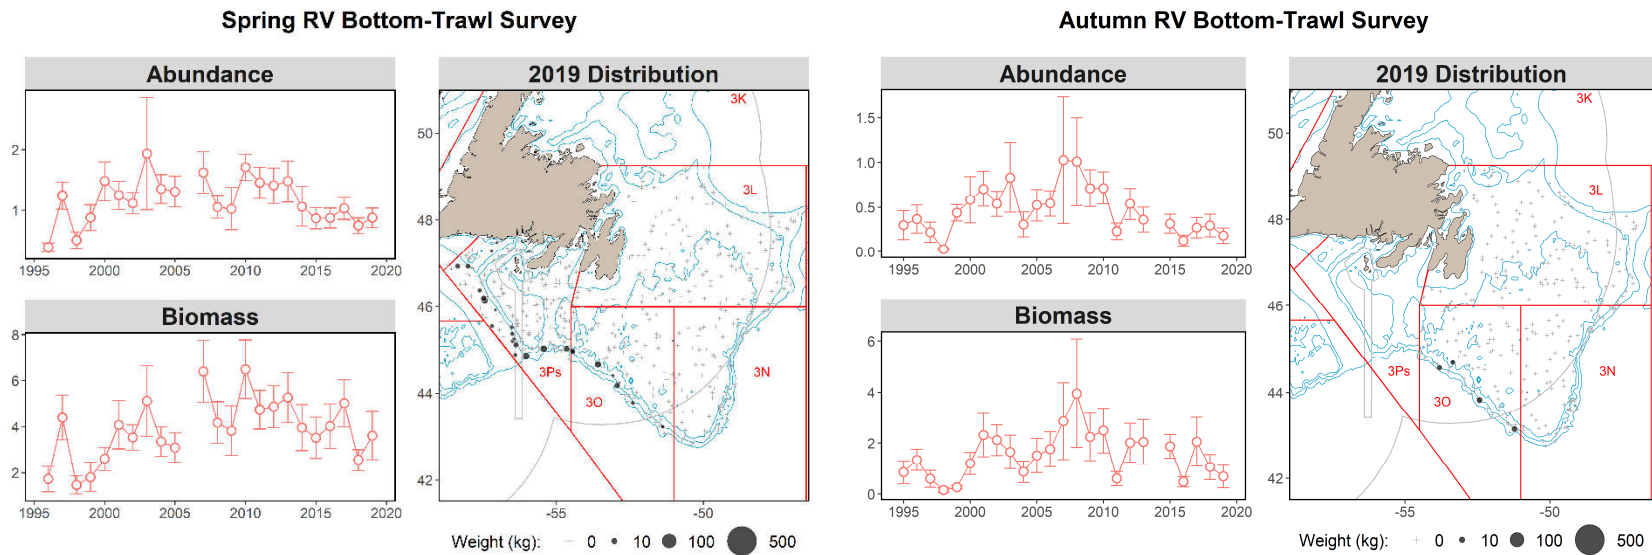 Spring RV Bottom-Trawl Survey
Autumn RV Bottom-Trawl Survey
Abundance
2
1
1995 2000 2005 2010 2015 2020
Biomass
8
6
4
2
1995 2000 2005 2010 2015 2020
2019 Distribution
50
48
46
44
42
3K
3L
3Ps
3O
3N
-55 -50
Weight (kg): 0 10 100 500
Abundance
1.5
1.0
0.5
0.0
1995 2000 2005 2010 2015 2020
Biomass
6
4
2
0
1995 2000 2005 2010 2015 2020
2019 Distribution
50
48
46
44
42
3K
3L
3Ps
3O
3N
-55 -50
Weight (kg): 0 10 100 500